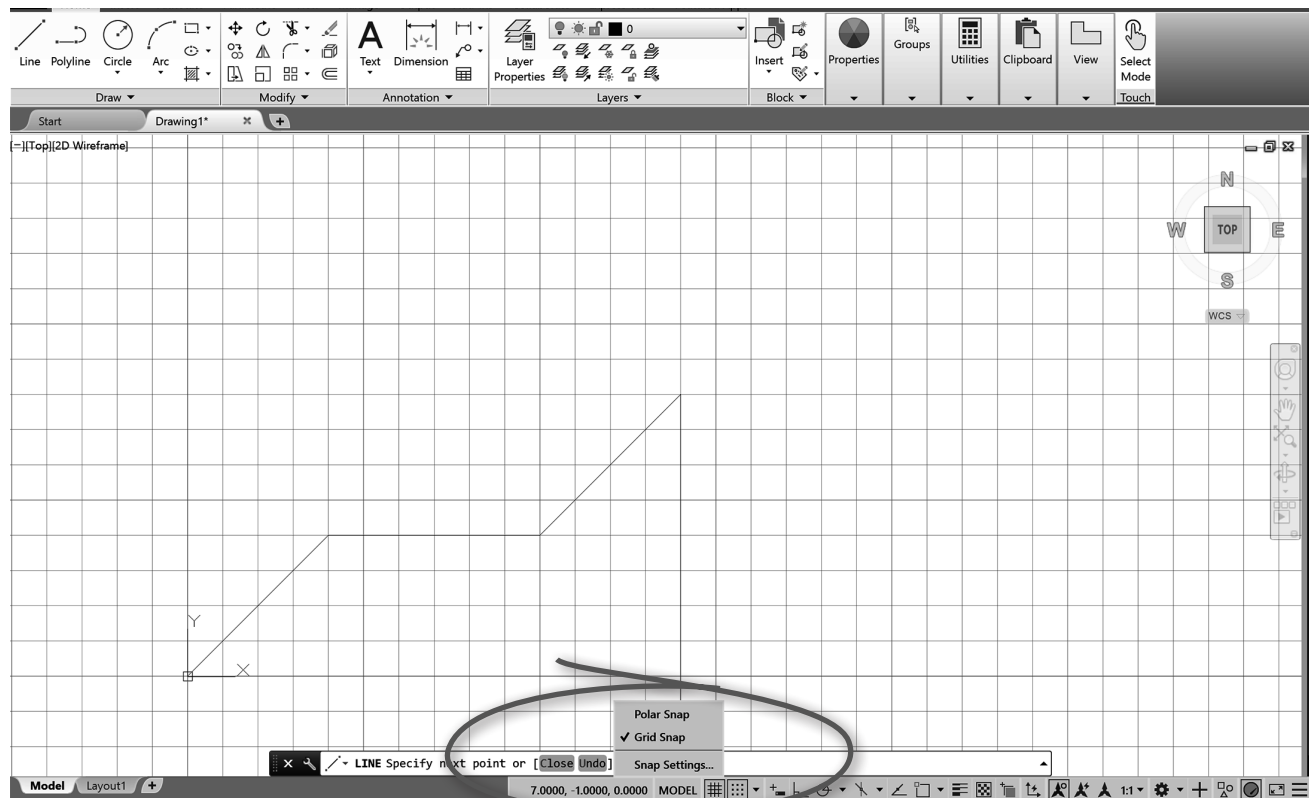 Line Polyline Circle Arc Text Dimension Layer Properties 0 Insert Properties Groups Utilities Clipboard View Select Mode
Draw Modify Annotation Layers Block Touch
Start Drawing1*
[−][Top][2D Wireframe]
N
W TOP E
S
WCS
Y
X
Polar Snap
Grid Snap
Snap Settings...
LINE Specify next point or [Close Undo]
Model Layout1 7.0000, -1.0000, 0.0000 MODEL 1:1